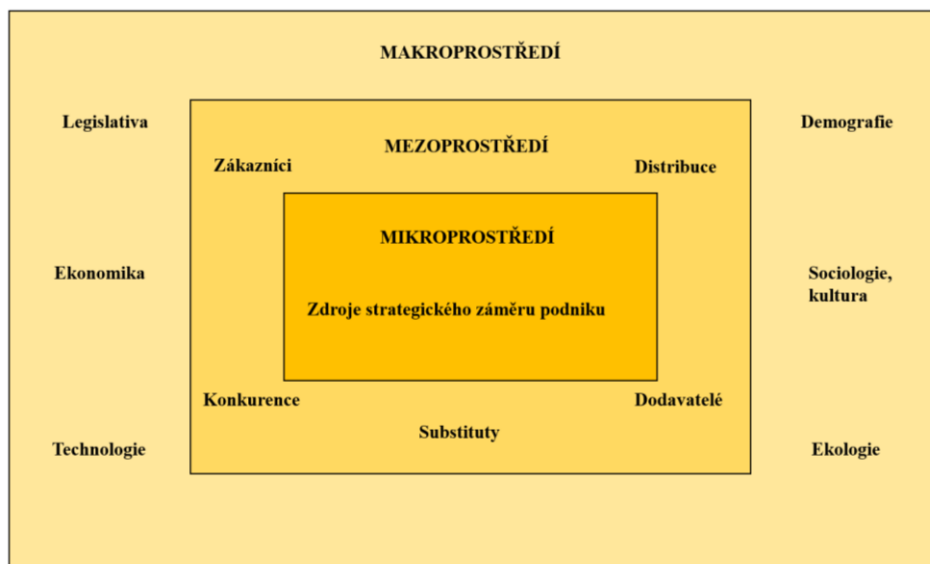 MAKROPROSTŘEDÍ
Legislativa
Demografie
MEZOPROSTŘEDÍ
Zákazníci
Distribuce
MIKROPROSTŘEDÍ
Ekonomika
Sociologie,
kultura
Zdroje strategického záměru podniku
Konkurence
Dodavatelé
Substituty
Technologie
Ekologie